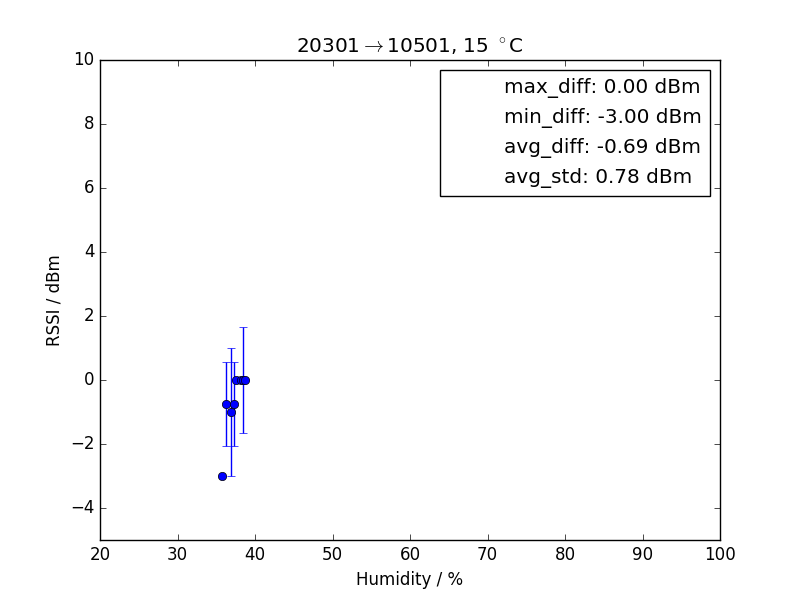 20301→10501, 15 °C
max_diff: 0.00 dBm
min_diff: -3.00 dBm
avg_diff: -0.69 dBm
avg_std: 0.78 dBm
RSSI / dBm
10
8
6
4
2
0
−2
−4
20 30 40 50 60 70 80 90 100
Humidity / %